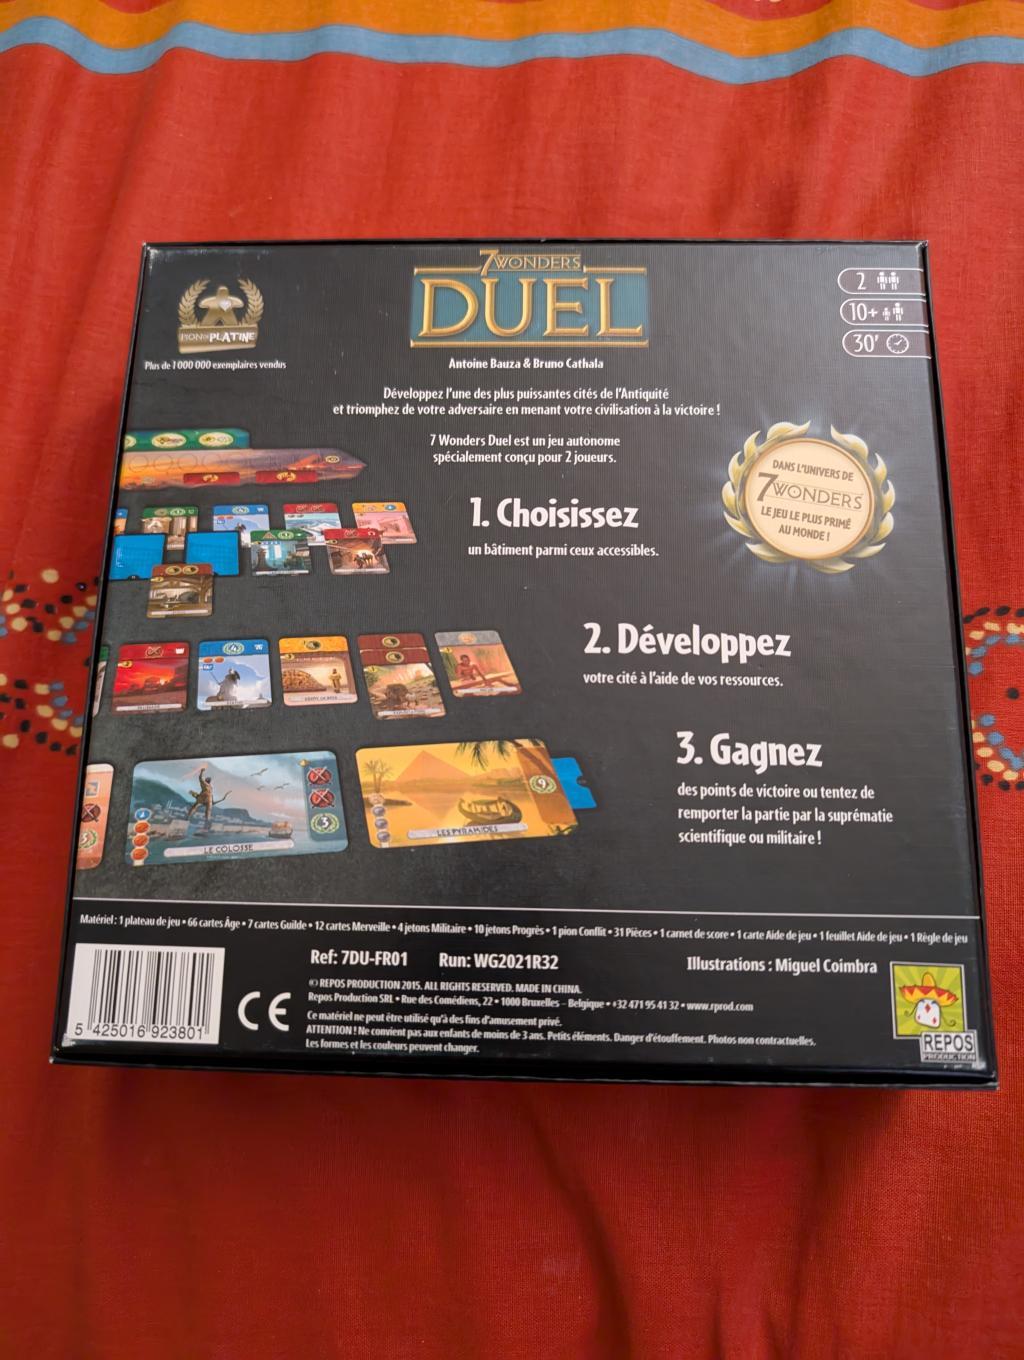 7 WONDERS
DUEL
Antoine Bauza & Bruno Cathala
PION DE PLATINE
Plus de 1 000 000 exemplaires vendus
2
10+
30'
Développez l'une des plus puissantes cités de l'Antiquité
et triomphez de votre adversaire en menant votre civilisation à la victoire !
7 Wonders Duel est un jeu autonome
spécialement conçu pour 2 joueurs.
DANS L'UNIVERS DE
7 WONDERS
LE JEU LE PLUS PRIMÉ
AU MONDE !
1. Choisissez
un bâtiment parmi ceux accessibles.
2. Développez
votre cité à l'aide de vos ressources.
3. Gagnez
des points de victoire ou tentez de
remporter la partie par la suprématie
scientifique ou militaire !
4
3
3
9
LE COLOSSE
LES PYRAMIDES
Matériel : 1 plateau de jeu • 66 cartes Âge • 7 cartes Guilde • 12 cartes Merveille • 4 jetons Militaire • 10 jetons Progrès • 1 pion Conflit • 31 Pièces • 1 carnet de score • 1 carte Aide de jeu • 1 feuillet Aide de jeu • 1 Règle de jeu
Ref: 7DU-FR01 Run: WG2021R32
Illustrations : Miguel Coimbra
© REPOS PRODUCTION 2015. ALL RIGHTS RESERVED. MADE IN CHINA.
Repos Production SRL • Rue des Comédiens, 22 • 1000 Bruxelles – Belgique • +32 471 95 41 32 • www.rprod.com
Ce matériel ne peut être utilisé qu'à des fins d'amusement privé.
ATTENTION ! Ne convient pas aux enfants de moins de 3 ans. Petits éléments. Danger d'étouffement. Photos non contractuelles.
Les formes et les couleurs peuvent changer.
5 425016 923801
CE
REPOS
PRODUCTION